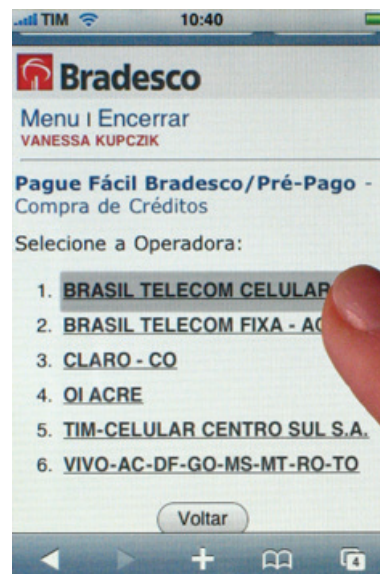 TIM 10:40
Bradesco
Menu | Encerrar
VANESSA KUPCZIK
Pague Fácil Bradesco/Pré-Pago -
Compra de Créditos
Selecione a Operadora:
1. BRASIL TELECOM CELULAR
2. BRASIL TELECOM FIXA -
3. CLARO - CO
4. OI ACRE
5. TIM-CELULAR CENTRO SUL S.A.
6. VIVO-AC-DF-GO-MS-MT-RO-TO
Voltar
4